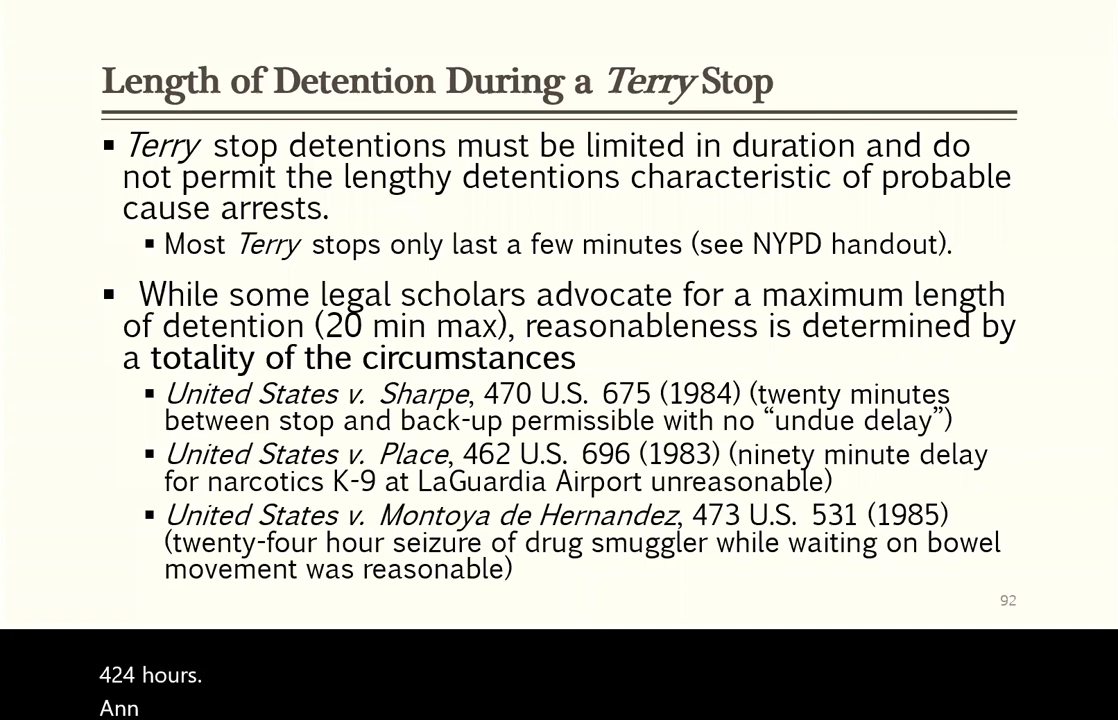 Length of Detention During a Terry Stop
▪ Terry stop detentions must be limited in duration and do
not permit the lengthy detentions characteristic of probable
cause arrests.
▪ Most Terry stops only last a few minutes (see NYPD handout).
▪ While some legal scholars advocate for a maximum length
of detention (20 min max), reasonableness is determined by
a totality of the circumstances
▪ United States v. Sharpe, 470 U.S. 675 (1984) (twenty minutes
between stop and back-up permissible with no “undue delay”)
▪ United States v. Place, 462 U.S. 696 (1983) (ninety minute delay
for narcotics K-9 at LaGuardia Airport unreasonable)
▪ United States v. Montoya de Hernandez, 473 U.S. 531 (1985)
(twenty-four hour seizure of drug smuggler while waiting on bowel
movement was reasonable)
92
424 hours.
Ann